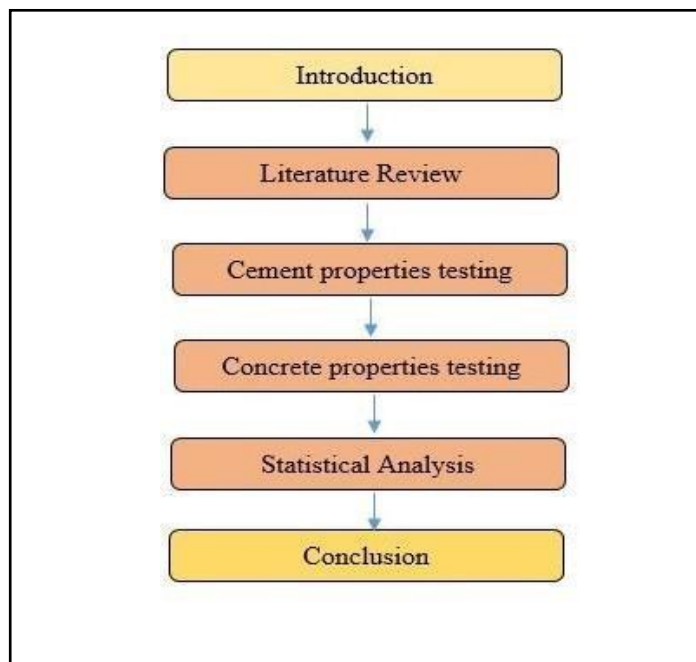 Introduction
Literature Review
Cement properties testing
Concrete properties testing
Statistical Analysis
Conclusion